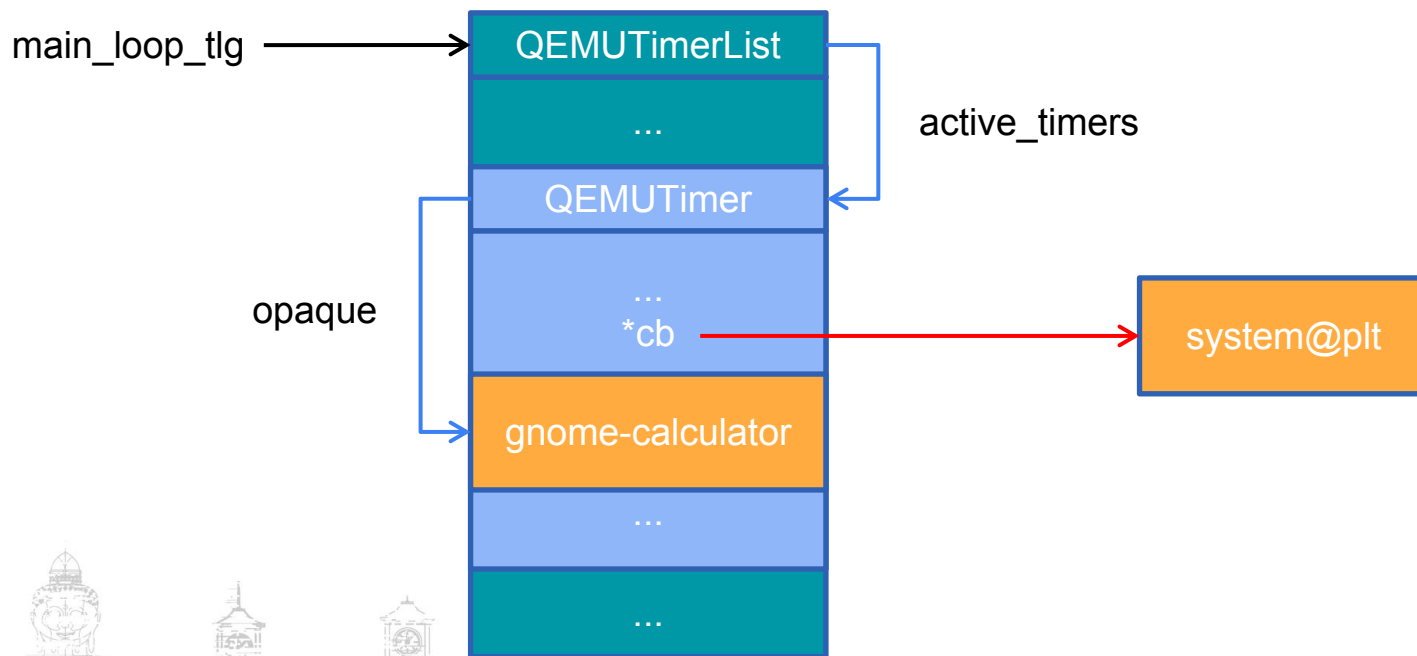 main_loop_tlg
QEMUTimerList
...
active_timers
QEMUTimer
opaque
...
*cb
system@plt
gnome-calculator
...
...